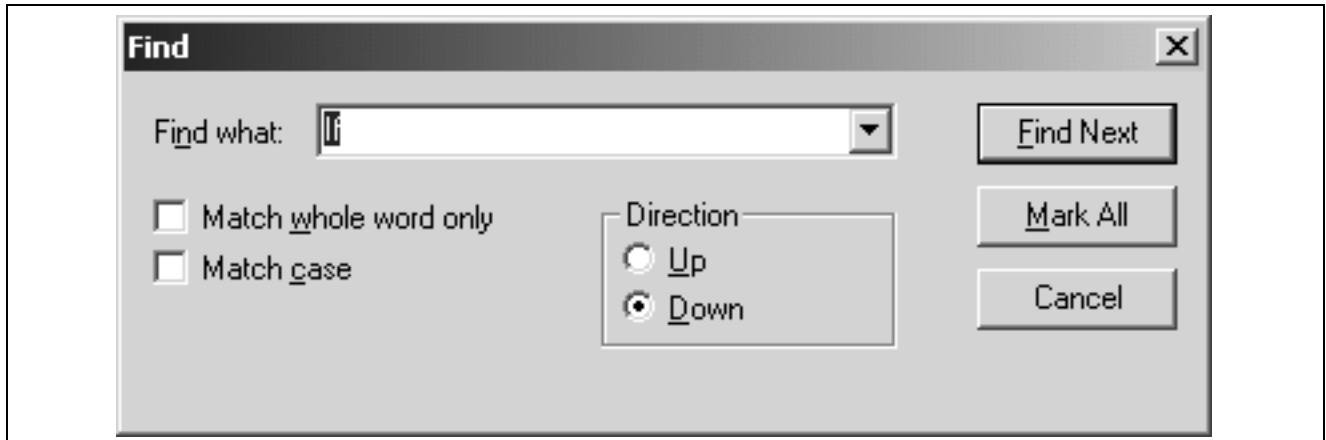 Find
Find what:
Find Next
Match whole word only
Match case
Direction
Up
Down
Mark All
Cancel